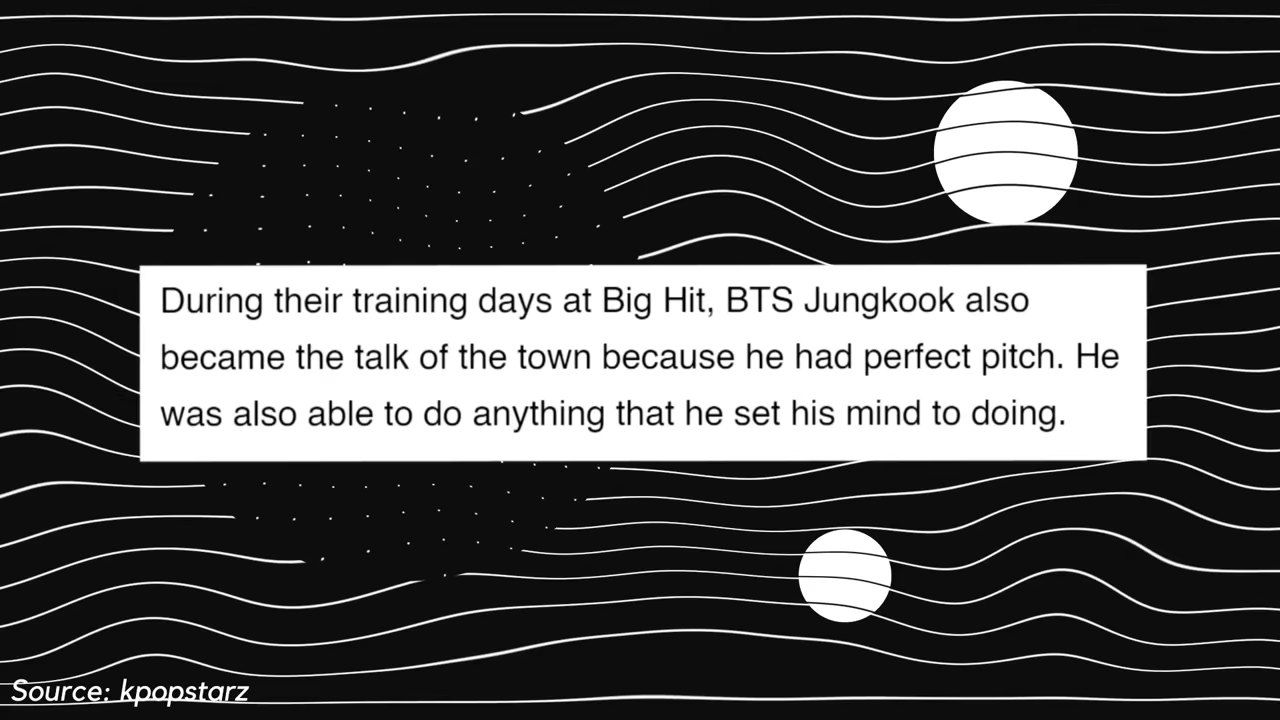 During their training days at Big Hit, BTS Jungkook also
became the talk of the town because he had perfect pitch. He
was also able to do anything that he set his mind to doing.
Source: kpopstarz